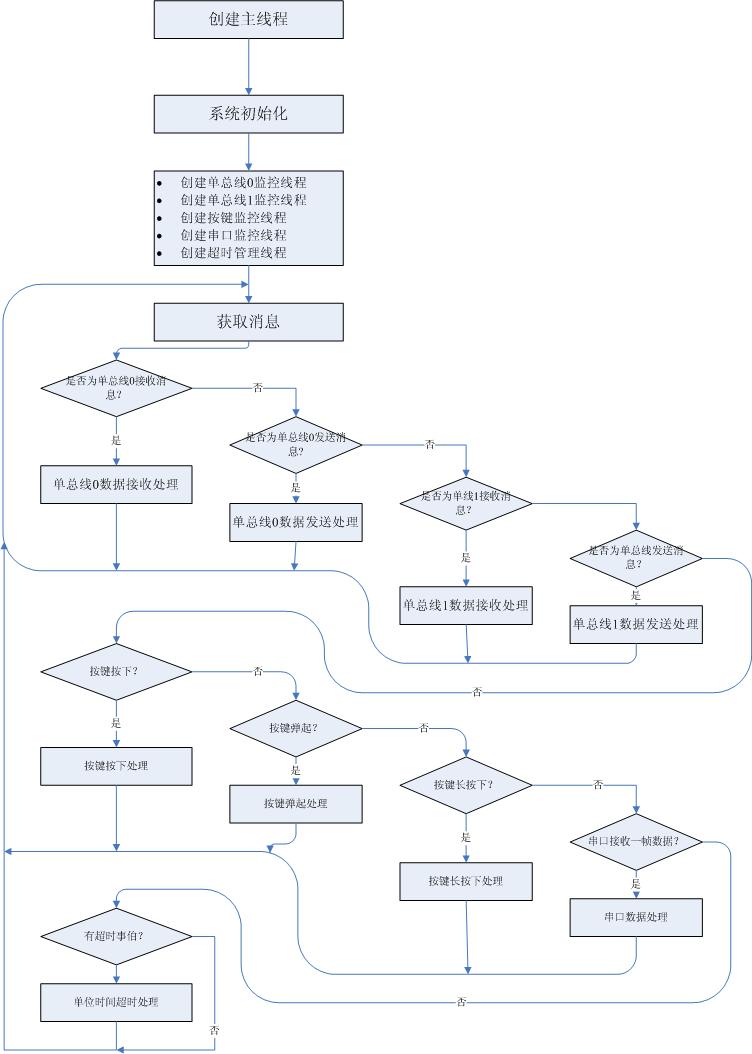 创建主线程
系统初始化
● 创建单总线0监控线程
● 创建单总线1监控线程
● 创建按键监控线程
● 创建串口监控线程
● 创建超时管理线程
获取消息
是否为单总线0接收消
息?
否
是
单总线0数据接收处理
是否为单总线0发送消
息?
否
是
单总线0数据发送处理
是否为单线1接收消
息?
是
单总线1数据接收处理
是否为单总线发送消
息?
是
单总线1数据发送处理
否
按键按下?
否
是
按键按下处理
按键弹起?
否
是
按键弹起处理
按键长按下?
否
是
按键长按下处理
串口接收一帧数据?
是
串口数据处理
否
有超时事伯?
否
单位时间超时处理